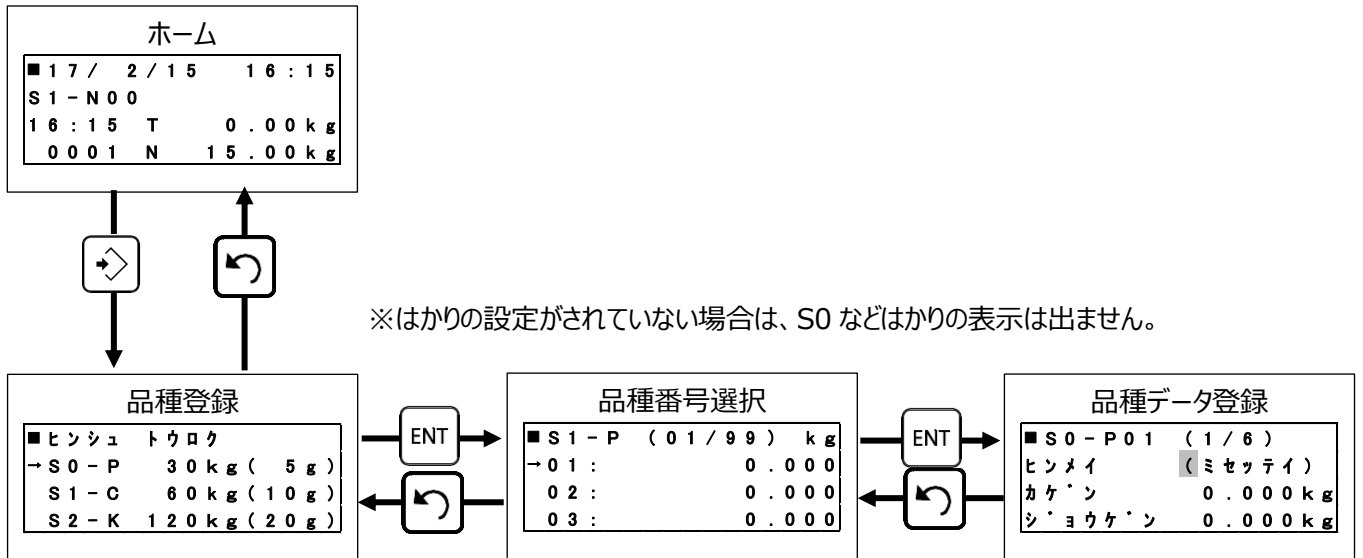 ホーム
■17/ 2/15 16:15
S1-N00
16:15 T 0.00kg
0001 N 15.00kg
※はかりの設定がされていない場合は、S0 などはかりの表示は出ません。
品種登録
■ヒンシュ トウロク
→S0-P 30kg( 5g)
S1-C 60kg(10g)
S2-K 120kg(20g)
ENT
品種番号選択
■S1-P (01/99) kg
→01: 0.000
02: 0.000
03: 0.000
ENT
品種データ登録
■S0-P01 (1/6)
ヒンメイ (ミセッテイ)
カケ゛ン 0.000kg
シ゛ョウケ゛ン 0.000kg